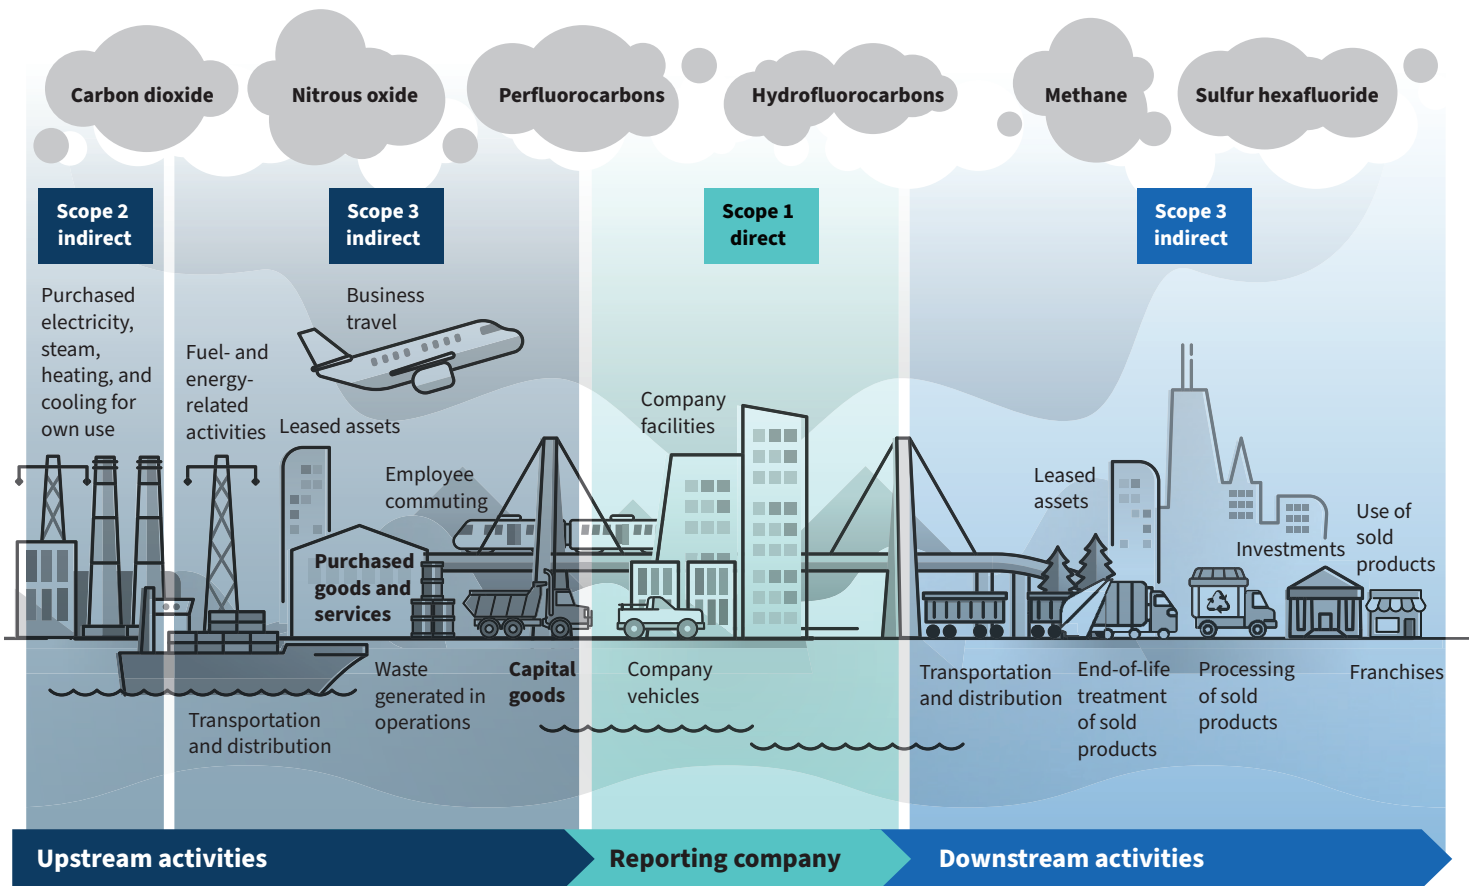 Carbon dioxide
Nitrous oxide
Perfluorocarbons
Hydrofluorocarbons
Methane
Sulfur hexafluoride
Scope 2
indirect
Scope 3
indirect
Scope 1
direct
Scope 3
indirect
Purchased
electricity,
steam,
heating, and
cooling for
own use
Fuel- and
energy-
related
activities
Business
travel
Leased assets
Employee
commuting
Purchased
goods and
services
Transportation
and distribution
Waste
generated in
operations
Capital
goods
Company
facilities
Company
vehicles
Transportation
and distribution
Leased
assets
End-of-life
treatment
of sold
products
Processing
of sold
products
Investments
Use of
sold
products
Franchises
Upstream activities
Reporting company
Downstream activities